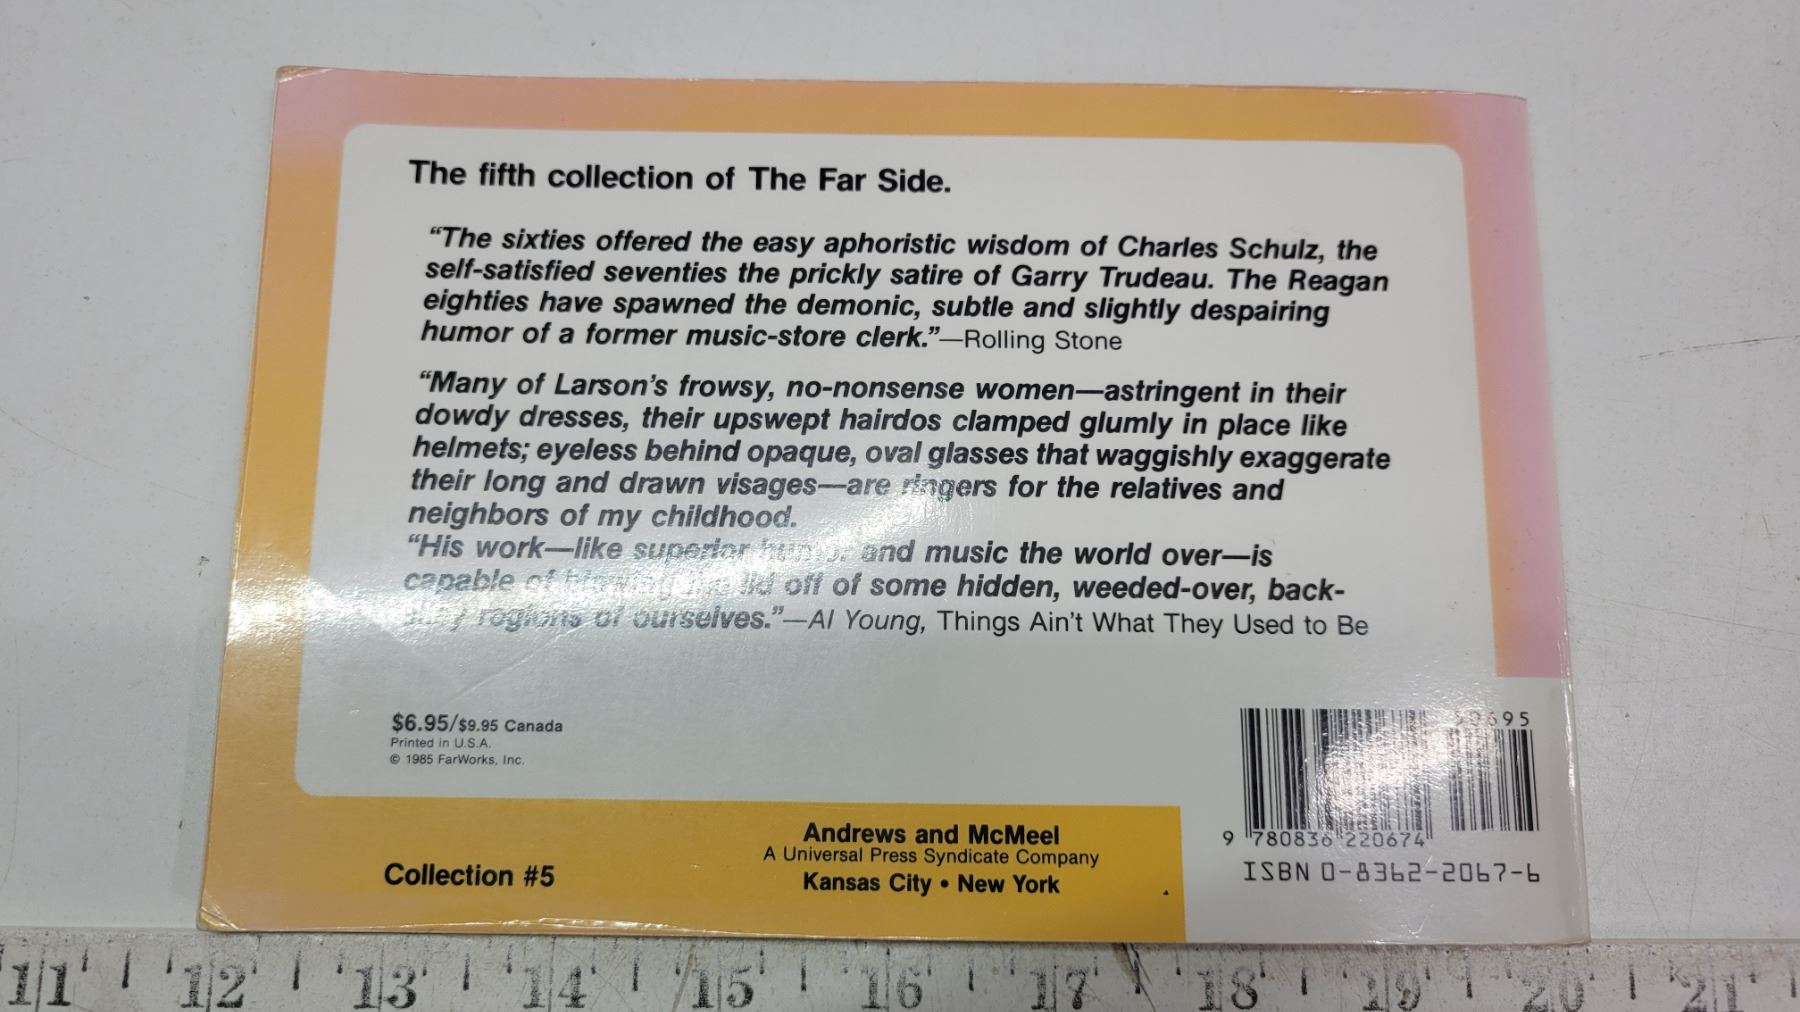 The fifth collection of The Far Side.
“The sixties offered the easy aphoristic wisdom of Charles Schulz, the
self-satisfied seventies the prickly satire of Garry Trudeau. The Reagan
eighties have spawned the demonic, subtle and slightly despairing
humor of a former music-store clerk.”—Rolling Stone
“Many of Larson’s frowsy, no-nonsense women—astringent in their
dowdy dresses, their upswept hairdos clamped glumly in place like
helmets; eyeless behind opaque, oval glasses that waggishly exaggerate
their long and drawn visages—are ringers for the relatives and
neighbors of my childhood.
“His work—like superior humor and music the world over—is
capable of blowing the lid off of some hidden, weeded-over, back-
regions of ourselves.”—Al Young, Things Ain’t What They Used to Be
$6.95/$9.95 Canada
Printed in U.S.A.
© 1985 FarWorks, Inc.
50695
9 780836 220674
ISBN 0-8362-2067-6
Andrews and McMeel
A Universal Press Syndicate Company
Kansas City • New York
Collection #5
11 12 13 14 15 16 17 18 19 20 21